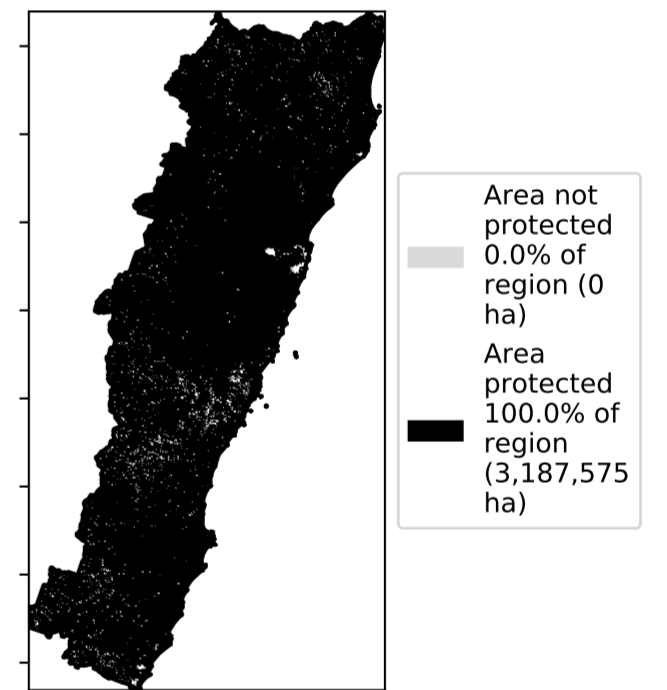 Area not
protected
0.0% of
region (0
ha)
Area
protected
100.0% of
region
(3,187,575
ha)